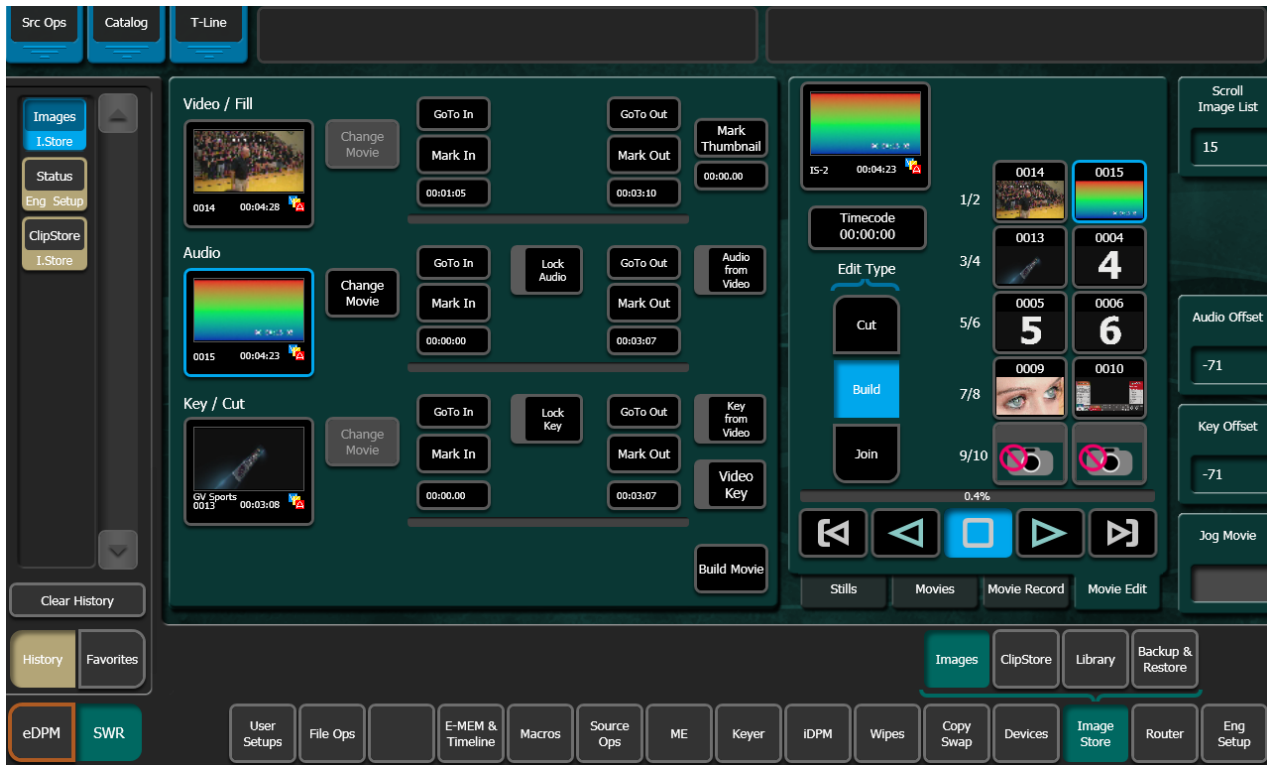 Src Ops
Catalog
T-Line
Images
I.Store
Status
Eng Setup
ClipStore
I.Store
Clear History
History
Favorites
Video / Fill
0014 00:04:28
Change
Movie
GoTo In
Mark In
00:01:05
GoTo Out
Mark Out
00:03:10
Mark
Thumbnail
00:00.00
Audio
0015 00:04:23
Change
Movie
GoTo In
Mark In
00:00:00
Lock
Audio
GoTo Out
Mark Out
00:03:07
Audio
from
Video
Key / Cut
GV Sports
0013 00:03:08
Change
Movie
GoTo In
Mark In
00:00.00
Lock
Key
GoTo Out
Mark Out
00:03:07
Key
from
Video
Video
Key
Build Movie
IS-2 00:04:23
Timecode
00:00:00
Edit Type
Cut
Build
Join
1/2
0014
0015
3/4
0013
0004
4
5/6
0005
5
0006
6
7/8
0009
0010
9/10
0.4%
Stills
Movies
Movie Record
Movie Edit
Scroll
Image List
15
Audio Offset
-71
Key Offset
-71
Jog Movie
Images
ClipStore
Library
Backup &
Restore
eDPM
SWR
User
Setups
File Ops
E-MEM &
Timeline
Macros
Source
Ops
ME
Keyer
iDPM
Wipes
Copy
Swap
Devices
Image
Store
Router
Eng
Setup